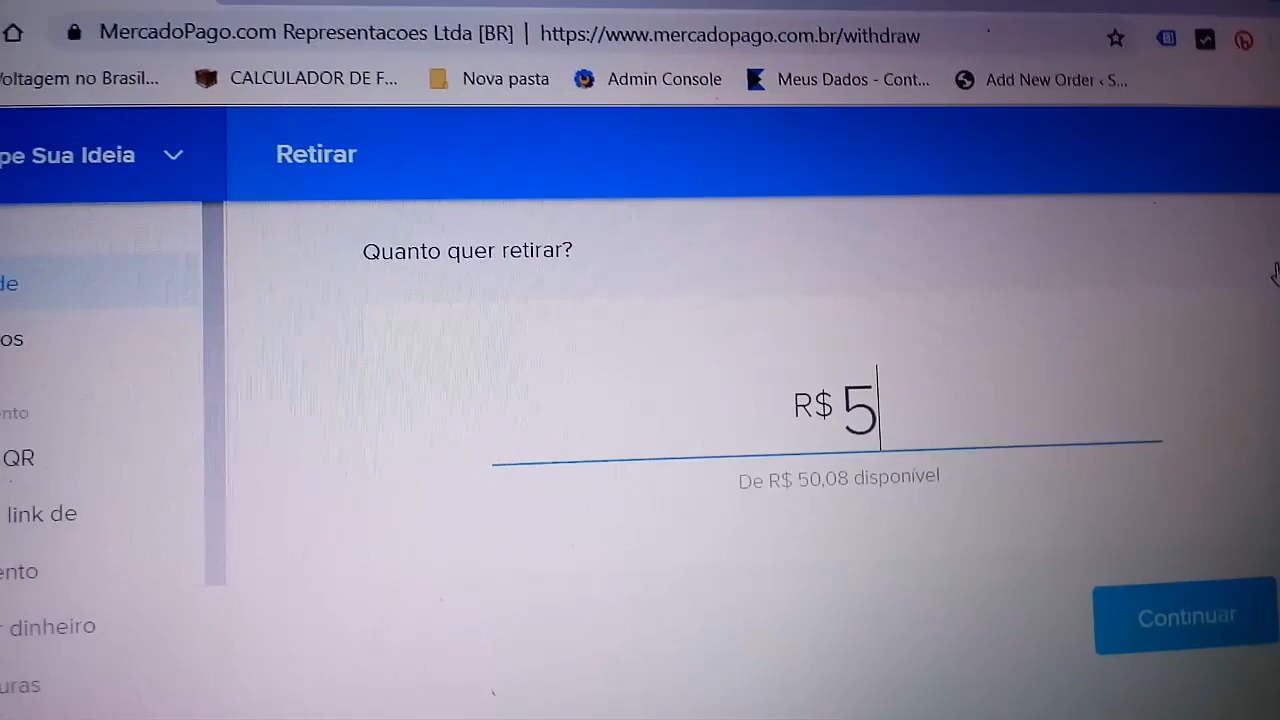 MercadoPago.com Representacoes Ltda [BR] | https://www.mercadopago.com.br/withdraw
oltagem no Brasil... CALCULADOR DE F... Nova pasta Admin Console Meus Dados - Cont... Add New Order ‹ S...
pe Sua Ideia Retirar
Quanto quer retirar?
de
os
R$ 5
ento
QR
De R$ 50,08 disponível
link de
ento
Continuar
r dinheiro
uras